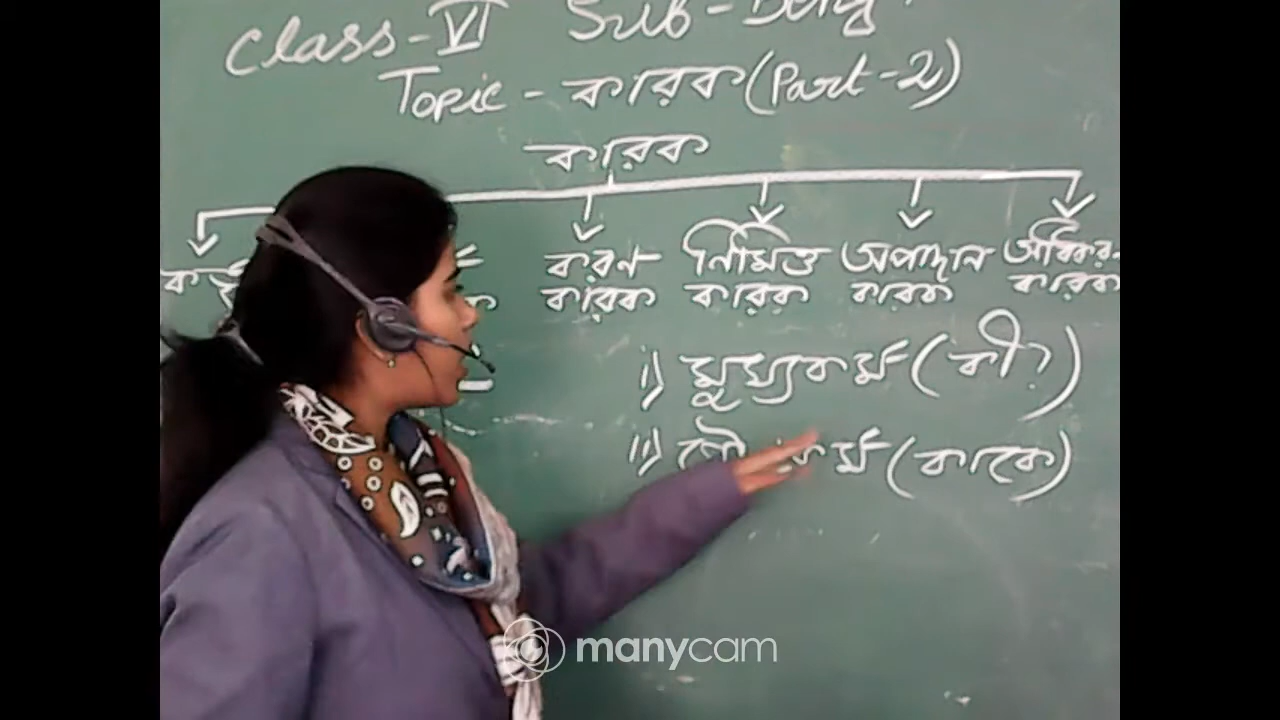 Class-VI Sub-
Topic - কারক (Part-2)
কারক
করণ নিমিত্ত অপাদান অধিকরণ
কারক কারক কারক কারক
i) মুখ্যকর্ম (কী?)
ii) কর্ম (কাকে)
manycam